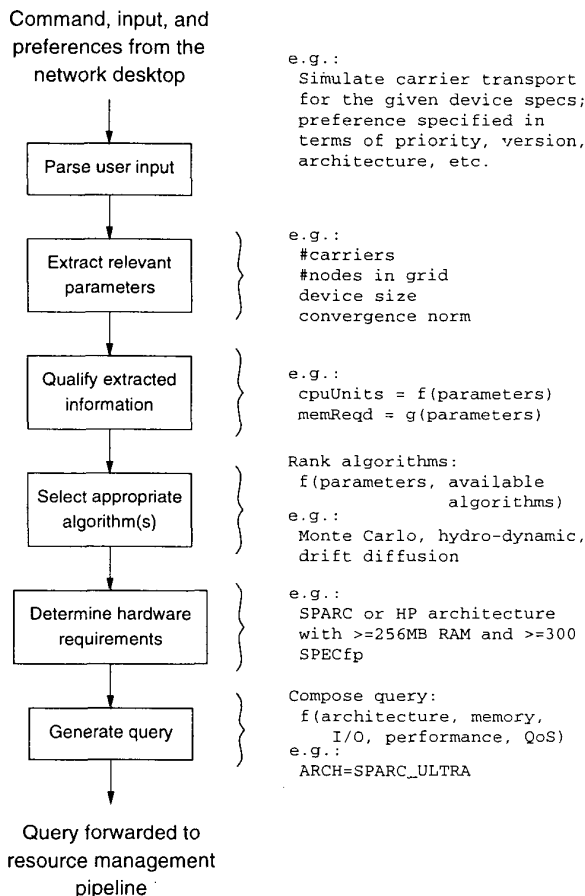 Command, input, and
preferences from the
network desktop
e.g.:
Simulate carrier transport
for the given device specs;
preference specified in
terms of priority, version,
architecture, etc.
Parse user input
Extract relevant
parameters
e.g.:
#carriers
#nodes in grid
device size
convergence norm
Qualify extracted
information
e.g.:
cpuUnits = f(parameters)
memReqd = g(parameters)
Select appropriate
algorithm(s)
Rank algorithms:
f(parameters, available
algorithms)
e.g.:
Monte Carlo, hydro-dynamic,
drift diffusion
Determine hardware
requirements
e.g.:
SPARC or HP architecture
with >=256MB RAM and >=300
SPECfp
Generate query
Compose query:
f(architecture, memory,
I/O, performance, QoS)
e.g.:
ARCH=SPARC_ULTRA
Query forwarded to
resource management
pipeline